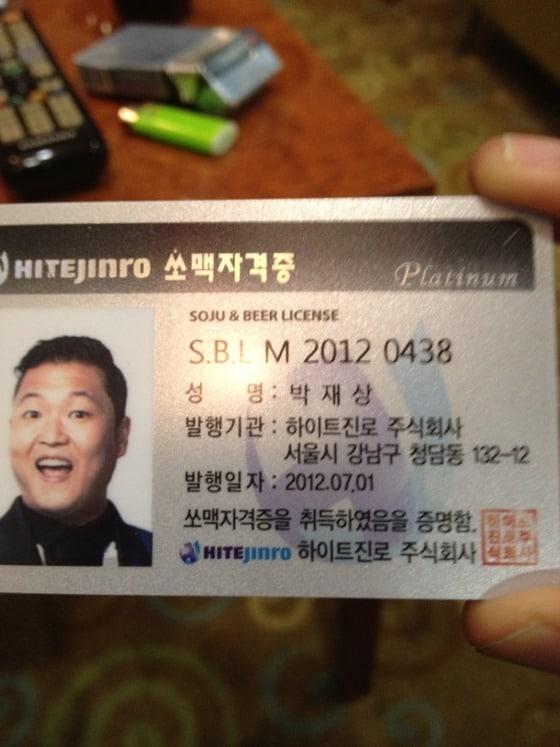 HITEJINRO 쏘맥자격증
Platinum
SOJU & BEER LICENSE
S.B.L M 2012 0438
성 명 : 박 재 상
발행기관 : 하이트진로 주식회사
서울시 강남구 청담동 132-12
발행일자 : 2012.07.01
쏘맥자격증을 취득하였음을 증명함.
HITEJINRO 하이트진로 주식회사